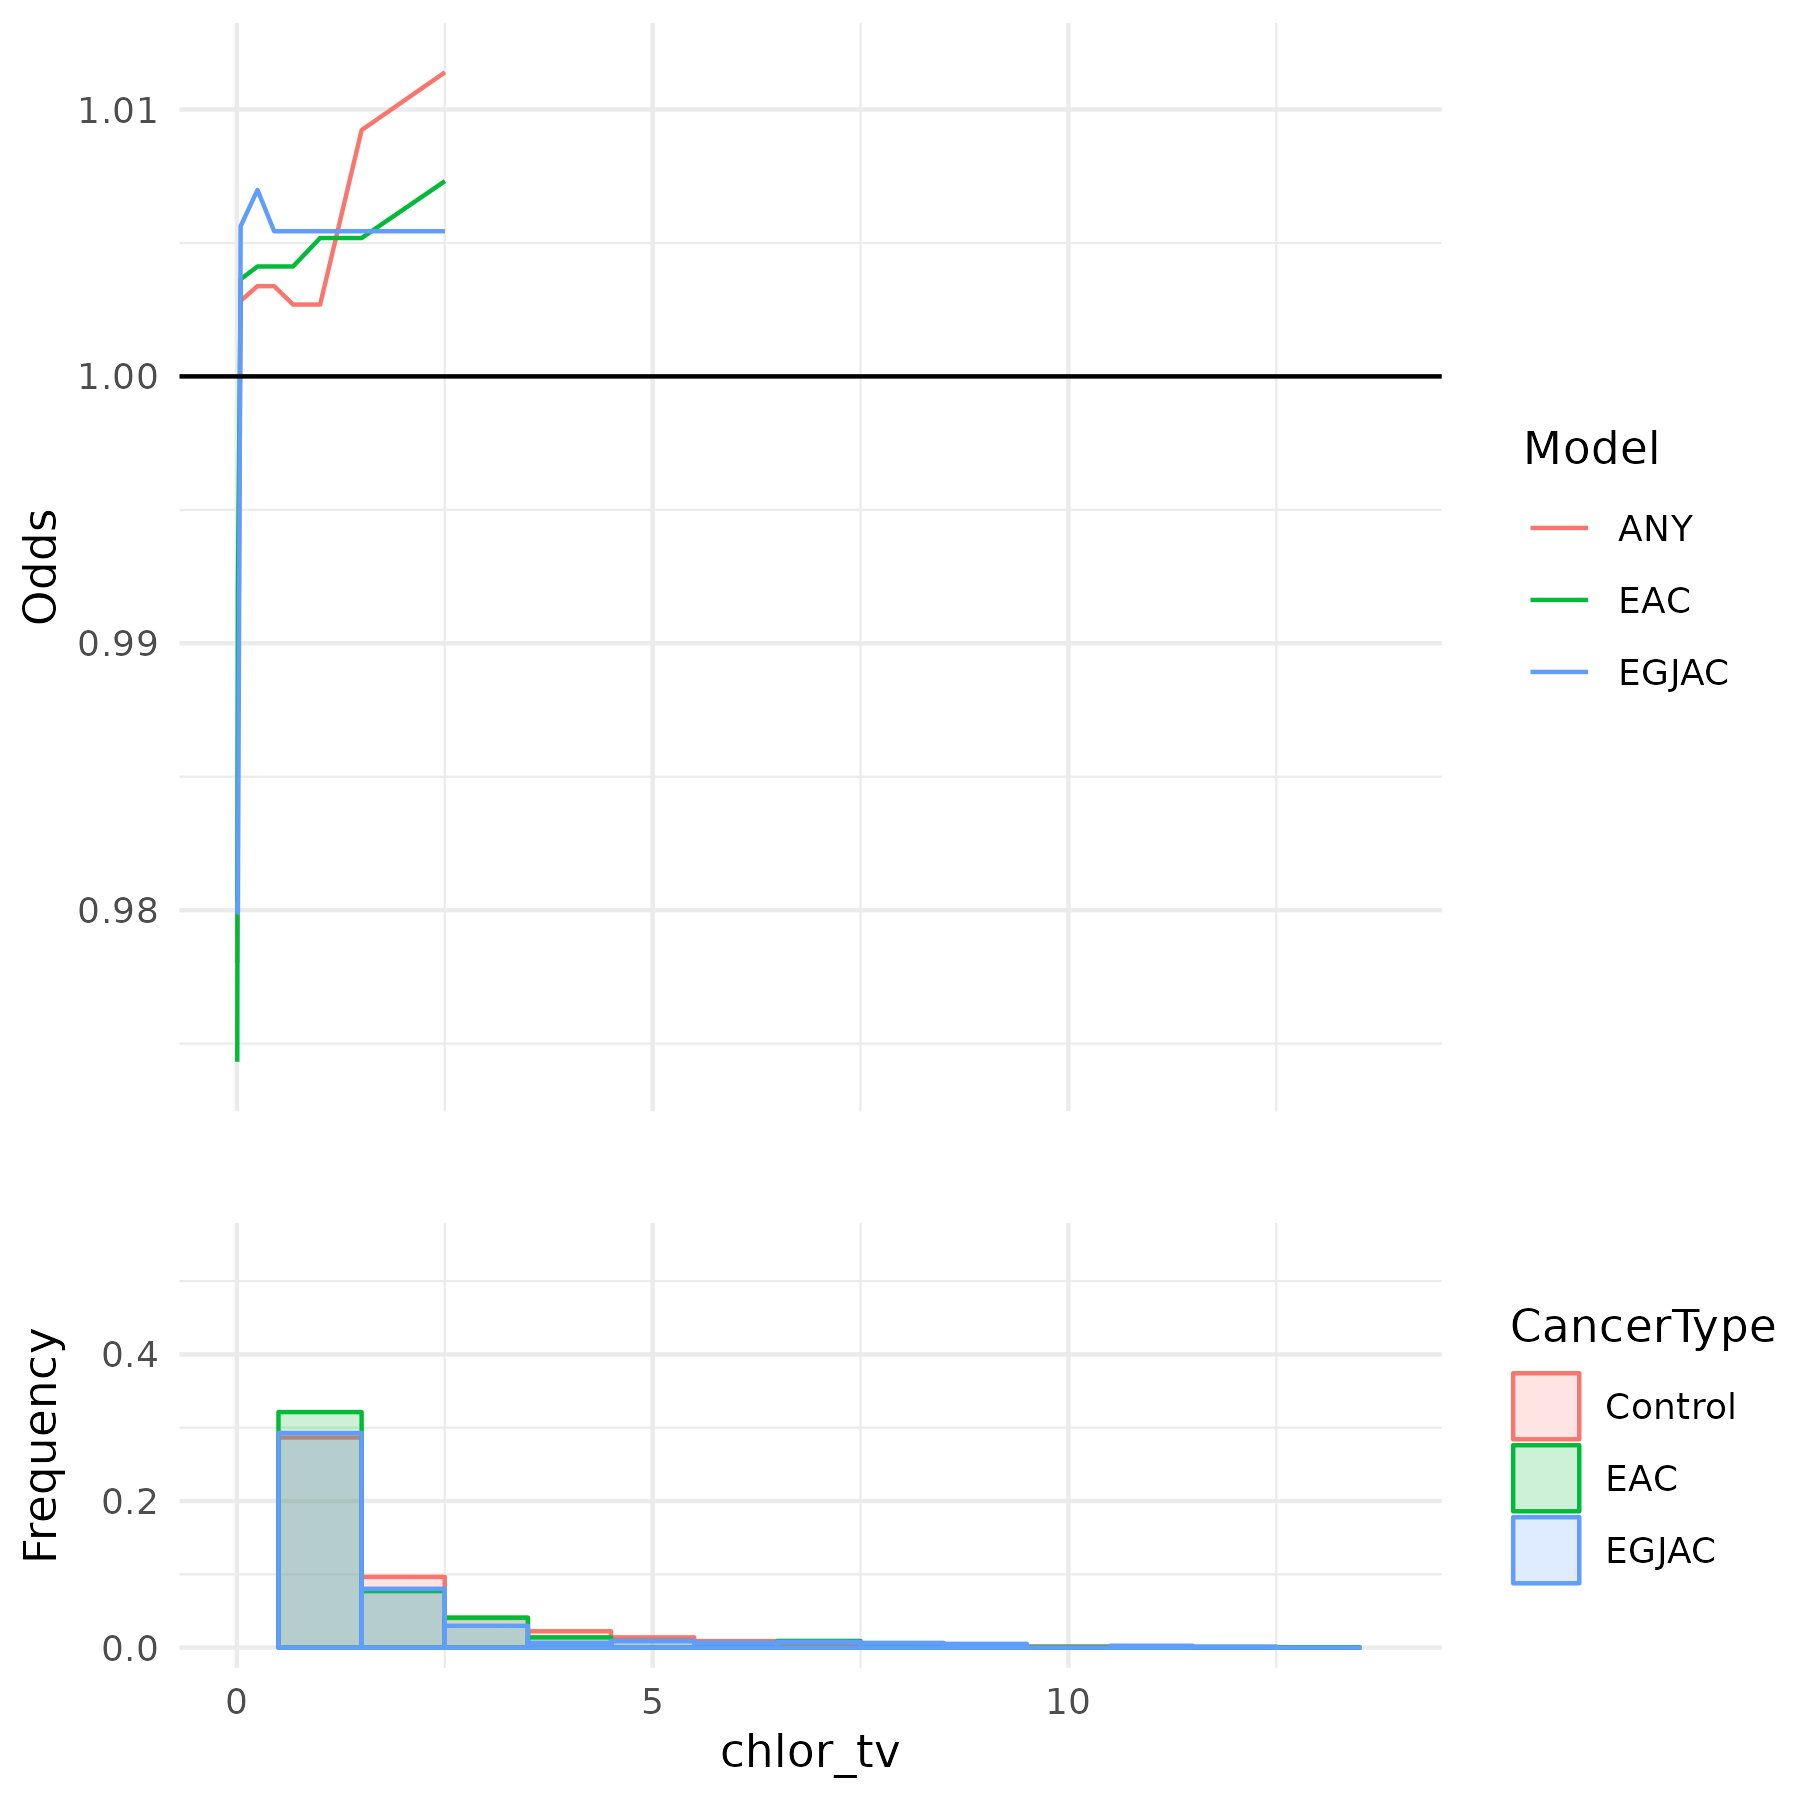 1.01
1.00
0.99
0.98
Odds
Model
ANY
EAC
EGJAC
0.4
0.2
0.0
Frequency
0
5
10
chlor_tv
CancerType
Control
EAC
EGJAC